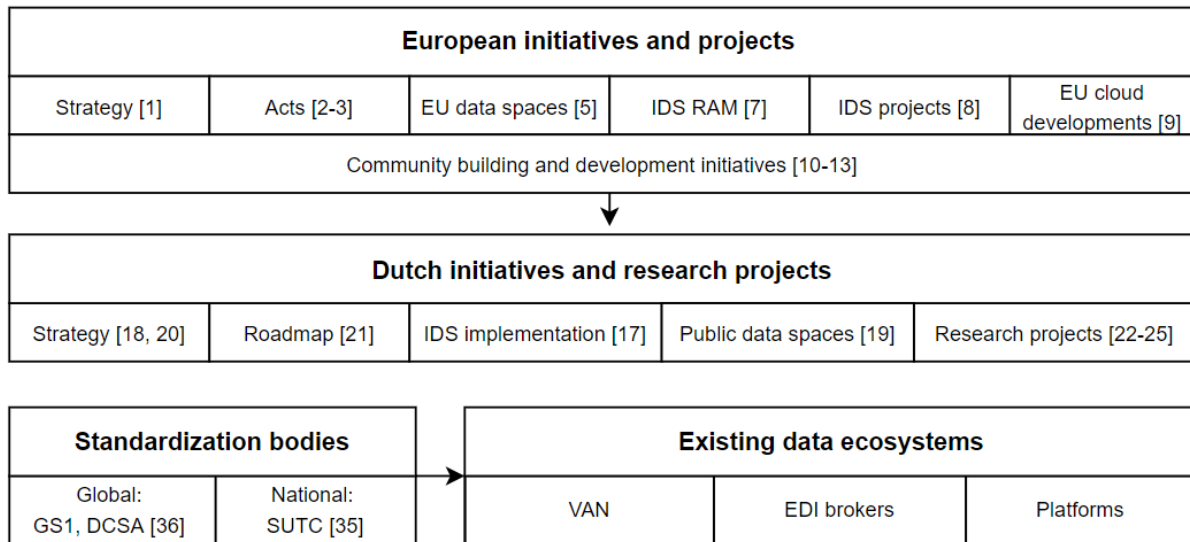 European initiatives and projects
Strategy [1]
Acts [2-3]
EU data spaces [5]
IDS RAM [7]
IDS projects [8]
EU cloud
developments [9]
Community building and development initiatives [10-13]
Dutch initiatives and research projects
Strategy [18, 20]
Roadmap [21]
IDS implementation [17]
Public data spaces [19]
Research projects [22-25]
Standardization bodies
Global:
GS1, DCSA [36]
National:
SUTC [35]
Existing data ecosystems
VAN
EDI brokers
Platforms